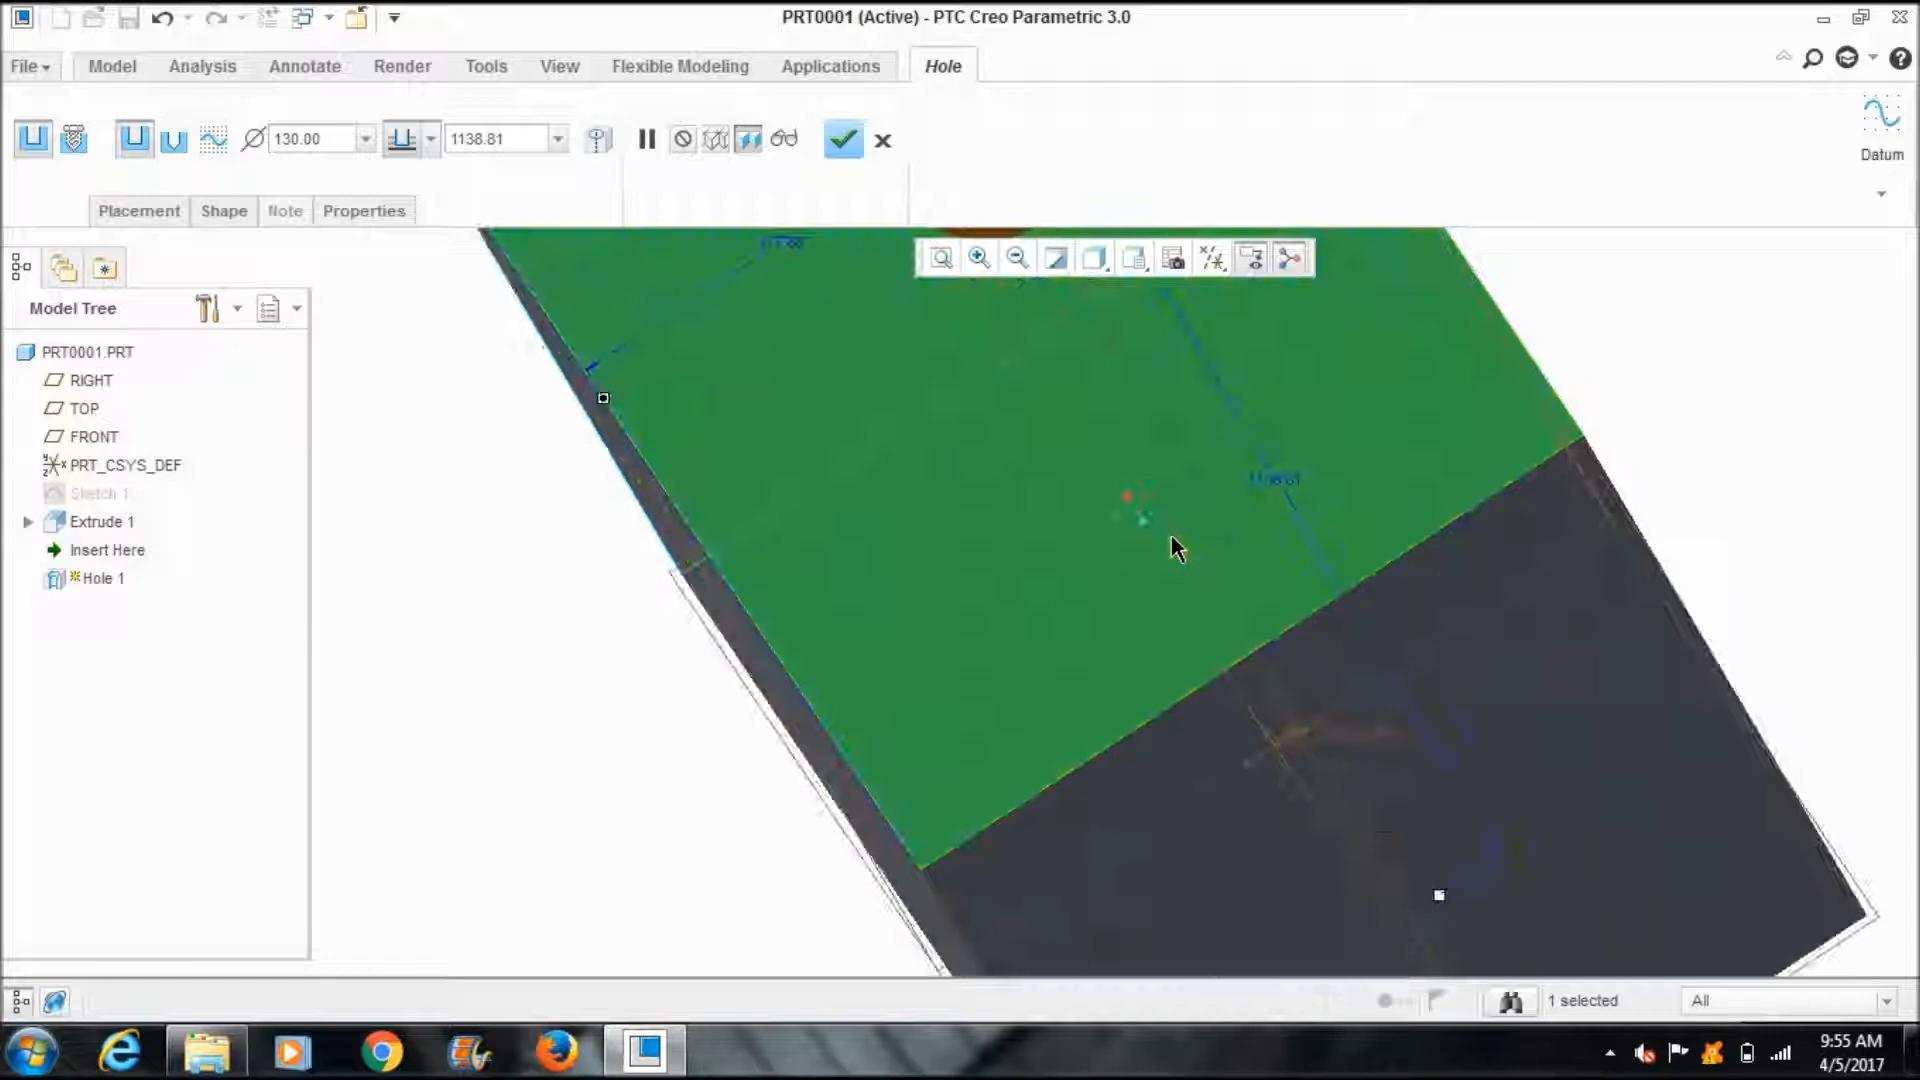 PRT0001 (Active) - PTC Creo Parametric 3.0
File
Model
Analysis
Annotate
Render
Tools
View
Flexible Modeling
Applications
Hole
130.00
1138.81
Datum
Placement
Shape
Note
Properties
Model Tree
PRT0001.PRT
RIGHT
TOP
FRONT
PRT_CSYS_DEF
Sketch 1
Extrude 1
Insert Here
Hole 1
1 selected
All
9:55 AM
4/5/2017